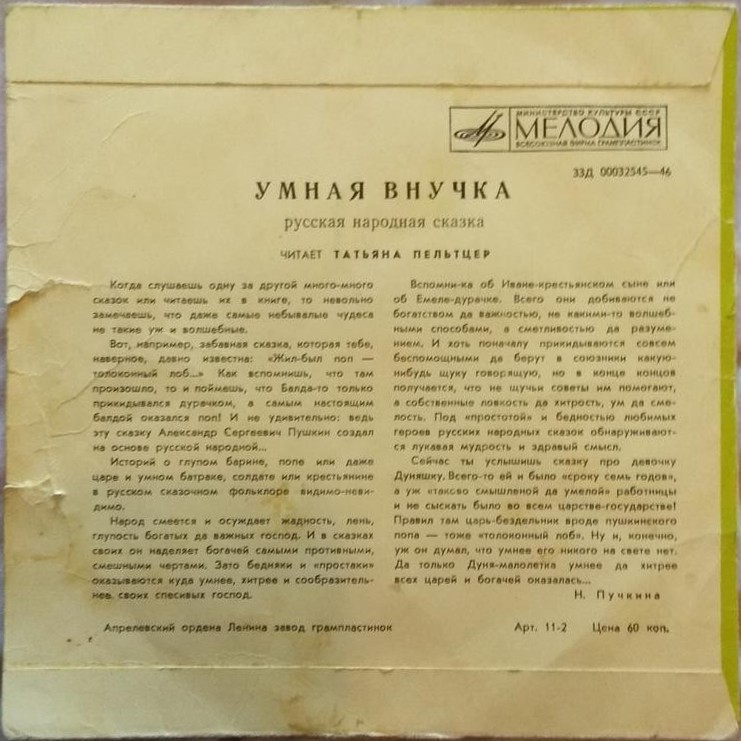 МИНИСТЕРСТВО КУЛЬТУРЫ СССР
МЕЛОДИЯ
ВСЕСОЮЗНАЯ ФИРМА ГРАМПЛАСТИНОК
33Д 00032545—46
УМНАЯ ВНУЧКА
русская народная сказка
ЧИТАЕТ ТАТЬЯНА ПЕЛЬТЦЕР
Когда слушаешь одну за другой много-много
сказок или читаешь их в книге, то невольно
замечаешь, что даже самые небывалые чудеса
не такие уж и волшебные.
Вот, например, забавная сказка, которая тебе,
наверное, давно известна: «Жил-был поп —
толоконный лоб...» Как вспомнишь, что там
произошло, то и поймешь, что Балда-то только
прикидывался дурачком, а самым настоящим
балдой оказался поп! И не удивительно: ведь
эту сказку Александр Сергеевич Пушкин создал
на основе русской народной...
Историй о глупом барине, попе или даже
царе и умном батраке, солдате или крестьянине
в русском сказочном фольклоре видимо-неви-
димо.
Народ смеется и осуждает жадность, лень,
глупость богатых да важных господ. И в сказках
своих он наделяет богачей самыми противными,
смешными чертами. Зато бедняки и «простаки»
оказываются куда умнее, хитрее и сообразитель-
нее своих спесивых господ.
Вспомни-ка об Иване-крестьянском сыне или
об Емеле-дурачке. Всего они добиваются не
богатством да важностью, не какими-то волшеб-
ными способами, а сметливостью да разуме-
нием. И хоть поначалу прикидываются совсем
беспомощными да берут в союзники какую-
нибудь щуку говорящую, но в конце концов
получается, что не щучьи советы им помогают,
а собственные ловкость да хитрость, ум да сме-
лость. Под «простотой» и бедностью любимых
героев русских народных сказок обнаруживают-
ся лукавая мудрость и здравый смысл.
Сейчас ты услышишь сказку про девочку
Дуняшку. Всего-то ей и было «сроку семь годов»,
а уж «таково смышленой да умелой» работницы
и не сыскать было во всем царстве-государстве!
Правил там царь-бездельник вроде пушкинского
попа — тоже «толоконный лоб». Ну и, конечно,
уж он думал, что умнее его никого на свете нет.
Да только Дуня-малолетка умнее да хитрее
всех царей и богачей оказалась...
Н. Пучкина
Апрелевский ордена Ленина завод грампластинок
Арт. 11-2 Цена 60 коп.